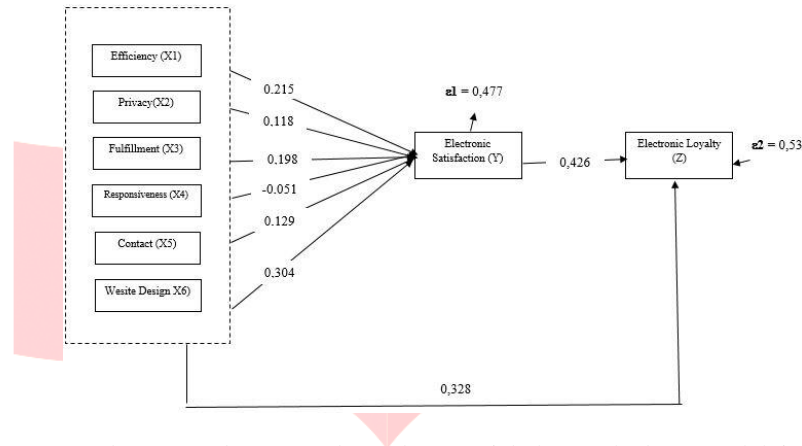 Efficiency (X1)
Privacy(X2)
Fulfillment (X3)
Responsiveness (X4)
Contact (X5)
Wesite Design X6)
0.215
0.118
0.198
-0.051
0.129
0.304
ε1 = 0,477
Electronic
Satisfaction (Y)
0,426
Electronic Loyalty
(Z)
ε2 = 0,53
0,328